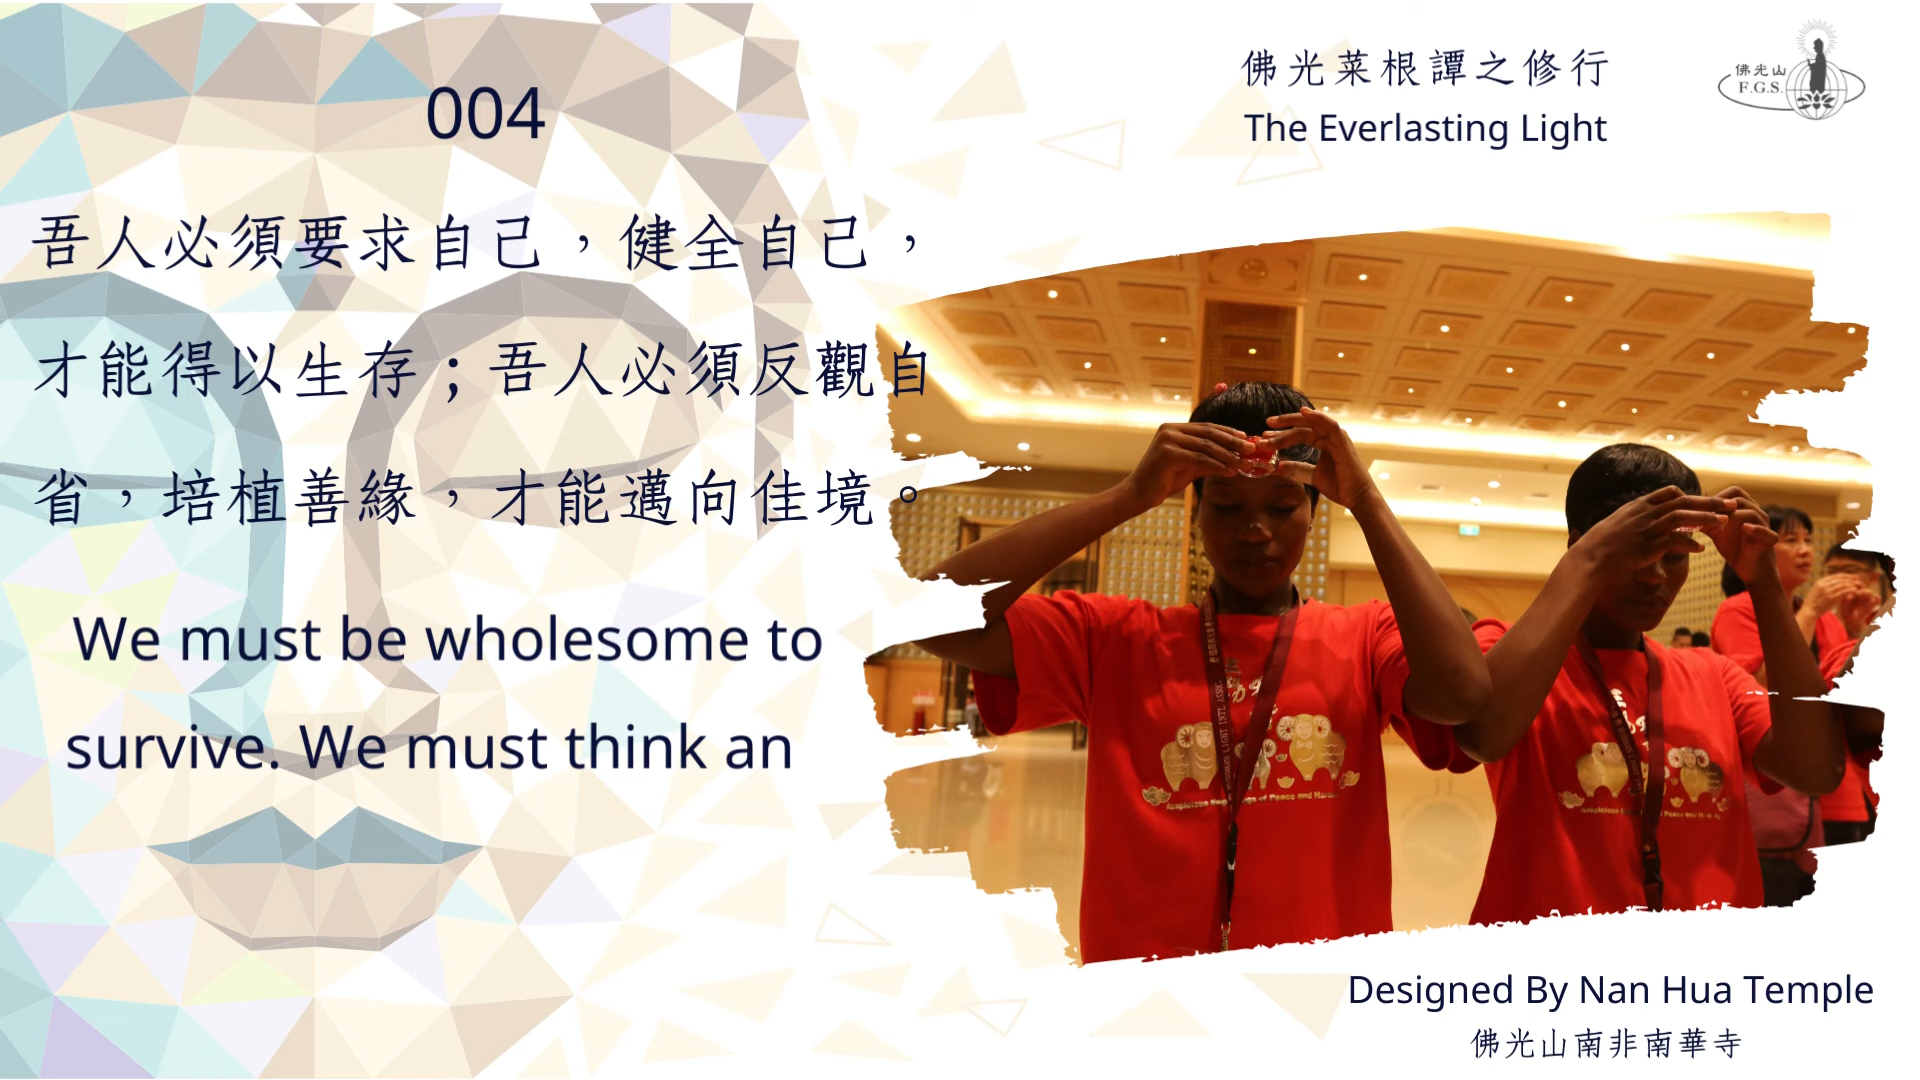 004
吾人必須要求自己，健全自己，
才能得以生存；吾人必須反觀自
省，培植善緣，才能邁向佳境。
We must be wholesome to
survive. We must think an
佛光菜根譚之修行
The Everlasting Light
佛光山
F.G.S.
Designed By Nan Hua Temple
佛光山南非南華寺